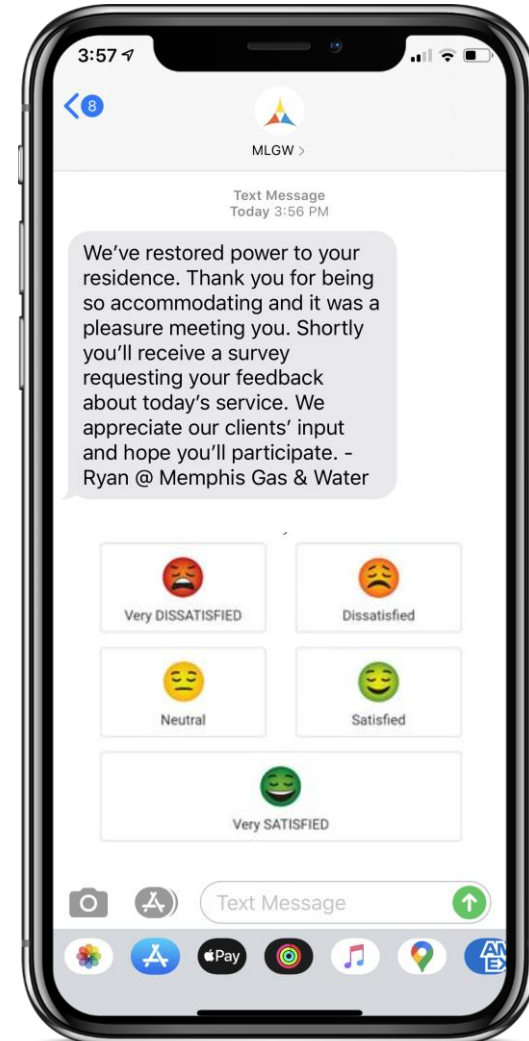 3:57
8
MLGW >
Text Message
Today 3:56 PM
We’ve restored power to your
residence. Thank you for being
so accommodating and it was a
pleasure meeting you. Shortly
you’ll receive a survey
requesting your feedback
about today’s service. We
appreciate our clients’ input
and hope you’ll participate. -
Ryan @ Memphis Gas & Water
Very DISSATISFIED
Dissatisfied
Neutral
Satisfied
Very SATISFIED
Text Message
Pay